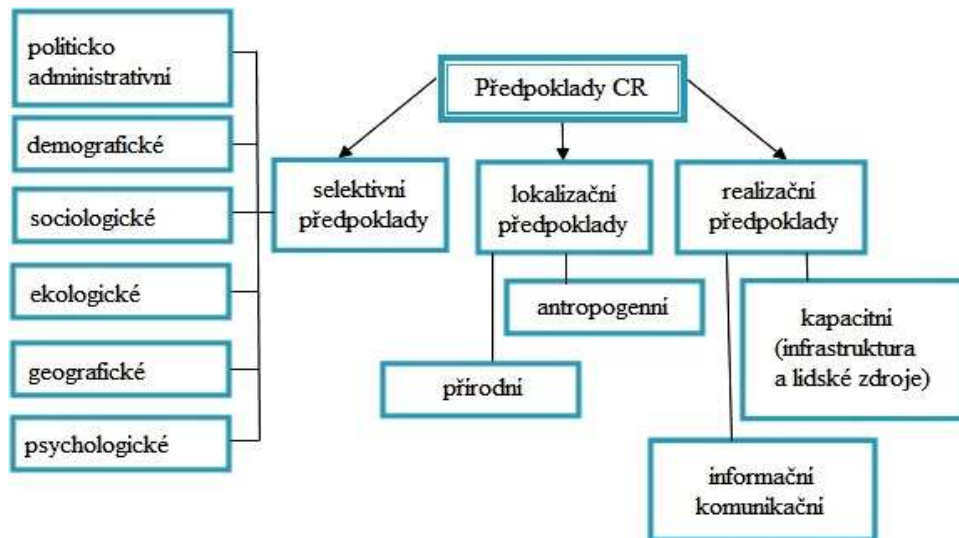 Předpoklady CR
selektivní
předpoklady
politicko
administrativní
demografické
sociologické
ekologické
geografické
psychologické
lokalizační
předpoklady
antropogenní
přírodní
realizační
předpoklady
kapacitní
(infrastruktura
a lidské zdroje)
informační
komunikační